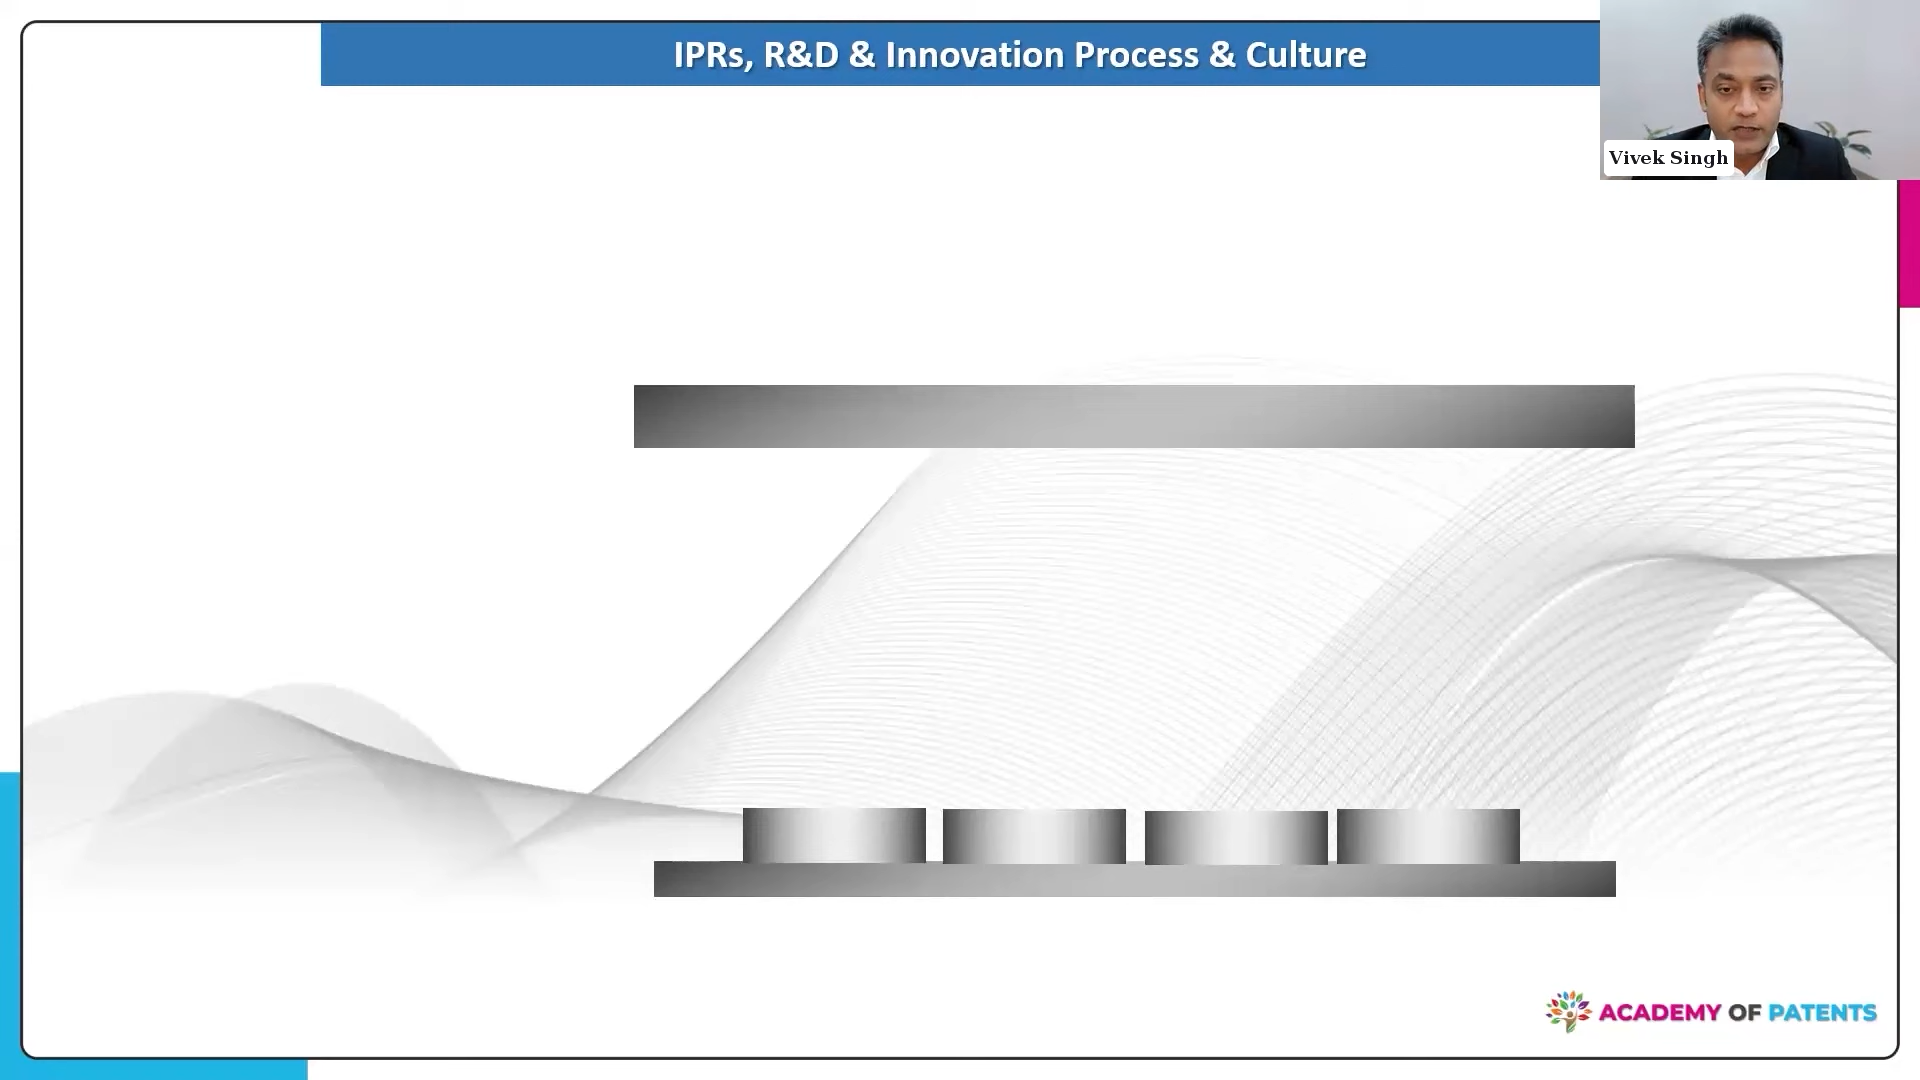 IPRs, R&D & Innovation Process & Culture
Vivek Singh
ACADEMY OF PATENTS